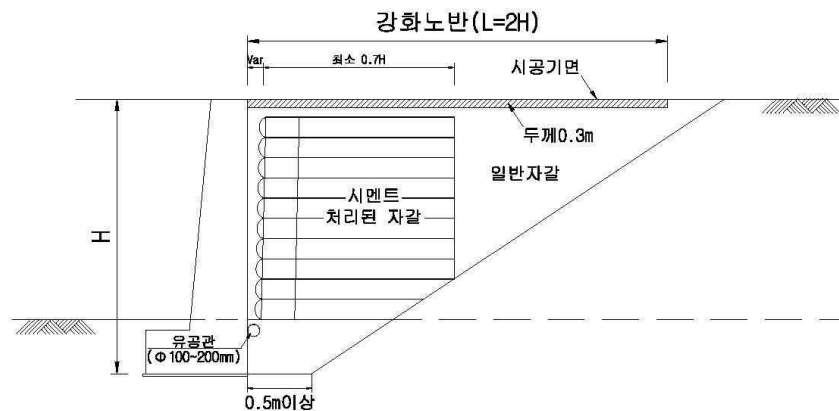 강화노반(L=2H)
Var
최소 0.7H
시공기면
두께0.3m
일반자갈
시멘트
처리된 자갈
H
유공관
(Φ100~200mm)
0.5m이상